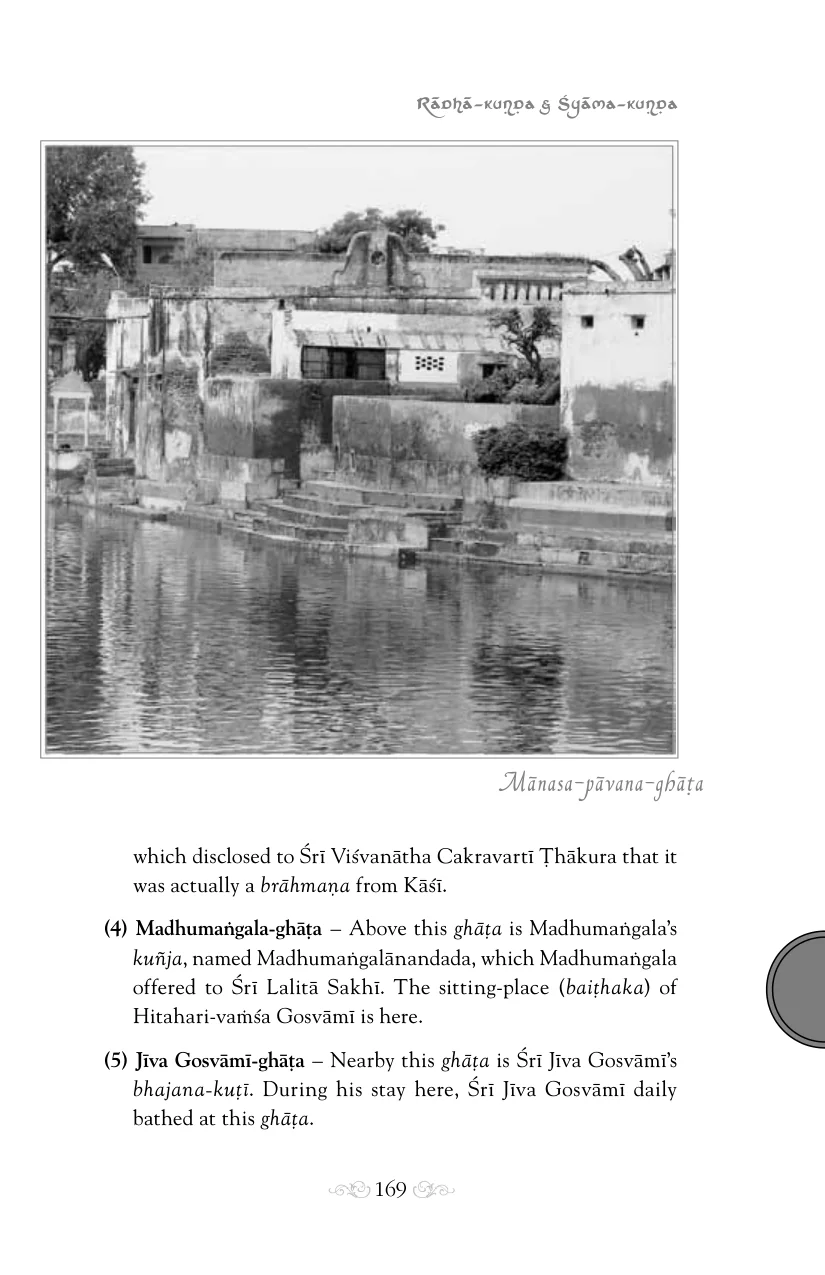 Rādhā-kuṇḍa & Śyāma-kuṇḍa
Mānasa-pāvana-ghāṭa
which disclosed to Śrī Viśvanātha Cakravartī Ṭhākura that it
was actually a brāhmaṇa from Kāśī.
(4) Madhumaṅgala-ghāṭa – Above this ghāṭa is Madhumaṅgala’s
kuñja, named Madhumaṅgalānandada, which Madhumaṅgala
offered to Śrī Lalitā Sakhī. The sitting-place (baiṭhaka) of
Hitahari-vaṁśa Gosvāmī is here.
(5) Jīva Gosvāmī-ghāṭa – Nearby this ghāṭa is Śrī Jīva Gosvāmī’s
bhajana-kuṭī. During his stay here, Śrī Jīva Gosvāmī daily
bathed at this ghāṭa.
169